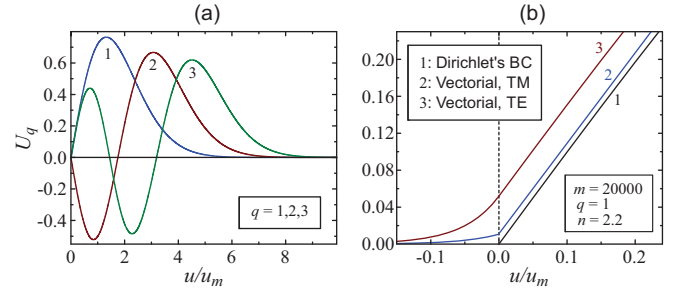 (a)
(b)
0.6
0.4
0.2
0.0
-0.2
-0.4
U_q
1
2
3
q = 1,2,3
0
2
4
6
8
u/u_m
0.20
0.16
0.12
0.08
0.04
0.00
1: Dirichlet's BC
2: Vectorial, TM
3: Vectorial, TE
3
2
1
m = 20000
q = 1
n = 2.2
-0.1
0.0
0.1
0.2
u/u_m